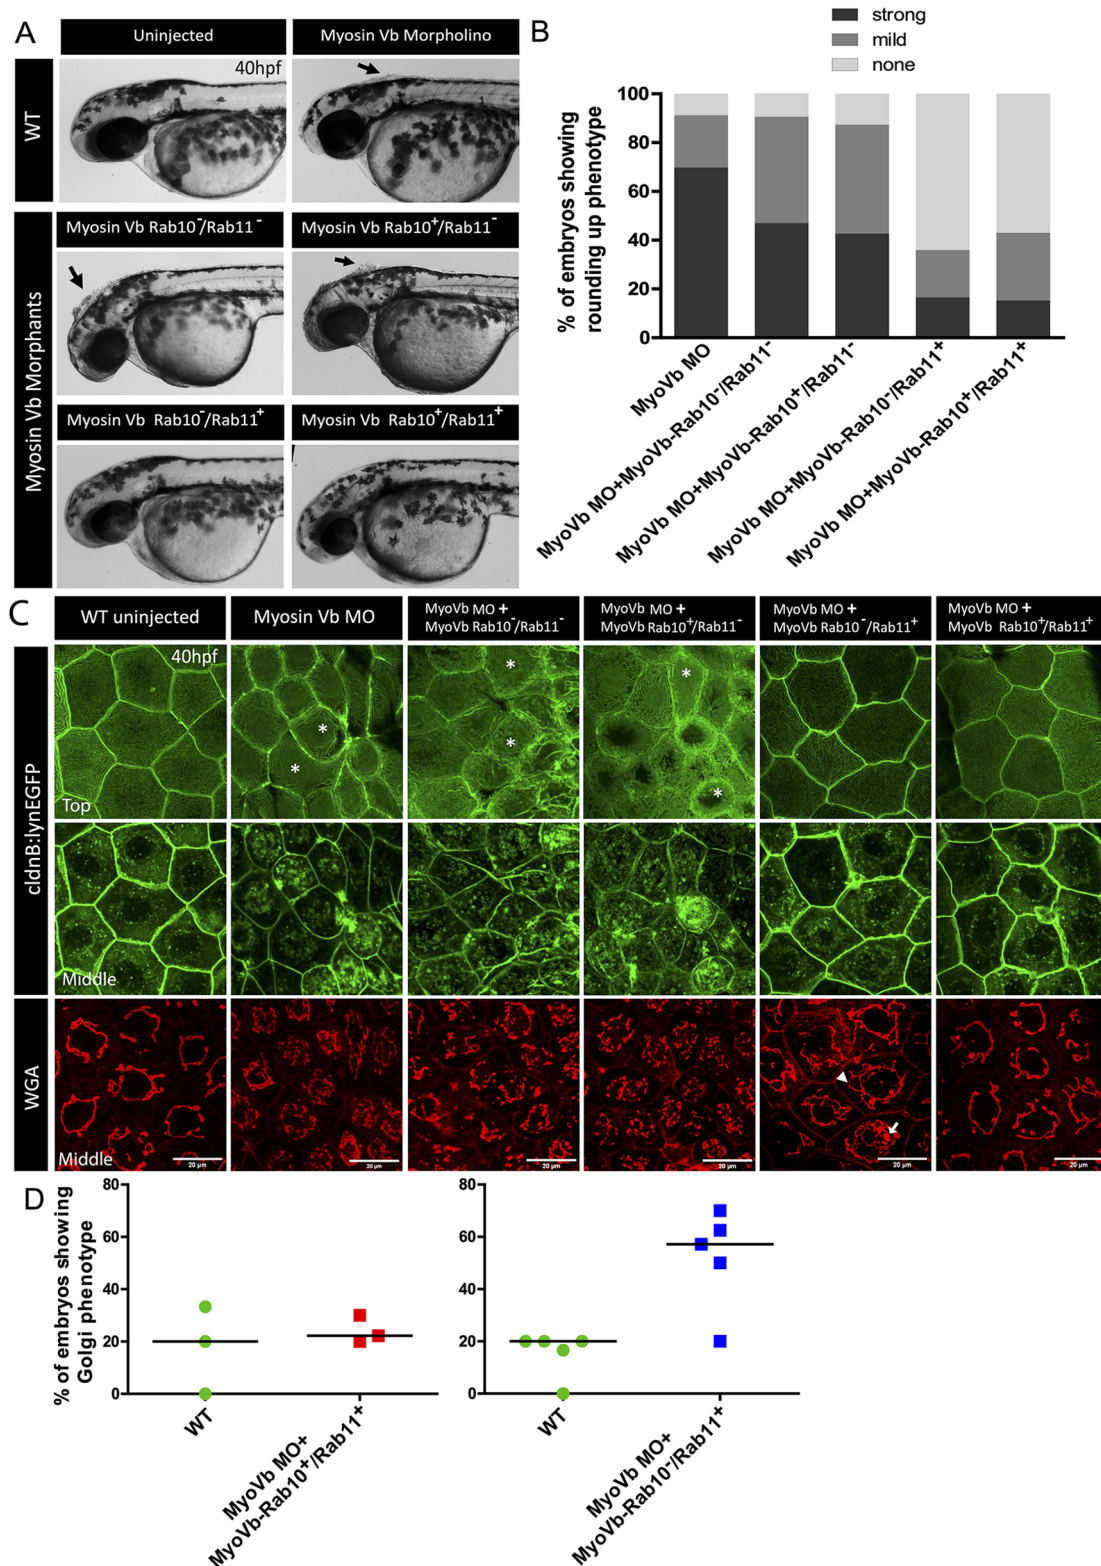 A
Uninjected
Myosin Vb Morpholino
WT
40hpf
Myosin Vb Morphants
Myosin Vb Rab10-/Rab11-
Myosin Vb Rab10+/Rab11-
Myosin Vb Rab10-/Rab11+
Myosin Vb Rab10+/Rab11+
B
strong
mild
none
% of embryos showing
rounding up phenotype
100
80
60
40
20
0
MyoVb MO
MyoVb MO+MyoVb-Rab10-/Rab11-
MyoVb MO+MyoVb-Rab10+/Rab11-
MyoVb MO+MyoVb-Rab10-/Rab11+
MyoVb MO+MyoVb-Rab10+/Rab11+
C
WT uninjected
Myosin Vb MO
MyoVb MO +
MyoVb Rab10-/Rab11-
MyoVb MO +
MyoVb Rab10+/Rab11-
MyoVb MO +
MyoVb Rab10-/Rab11+
MyoVb MO +
MyoVb Rab10+/Rab11+
cldnB:lynEGFP
40hpf
Top
*
*
*
*
*
*
Middle
WGA
Middle
20 µm
20 µm
20 µm
20 µm
20 µm
20 µm
D
% of embryos showing
Golgi phenotype
80
60
40
20
0
WT
MyoVb MO+
MyoVb-Rab10+/Rab11+
80
60
40
20
0
WT
MyoVb MO+
MyoVb-Rab10-/Rab11+